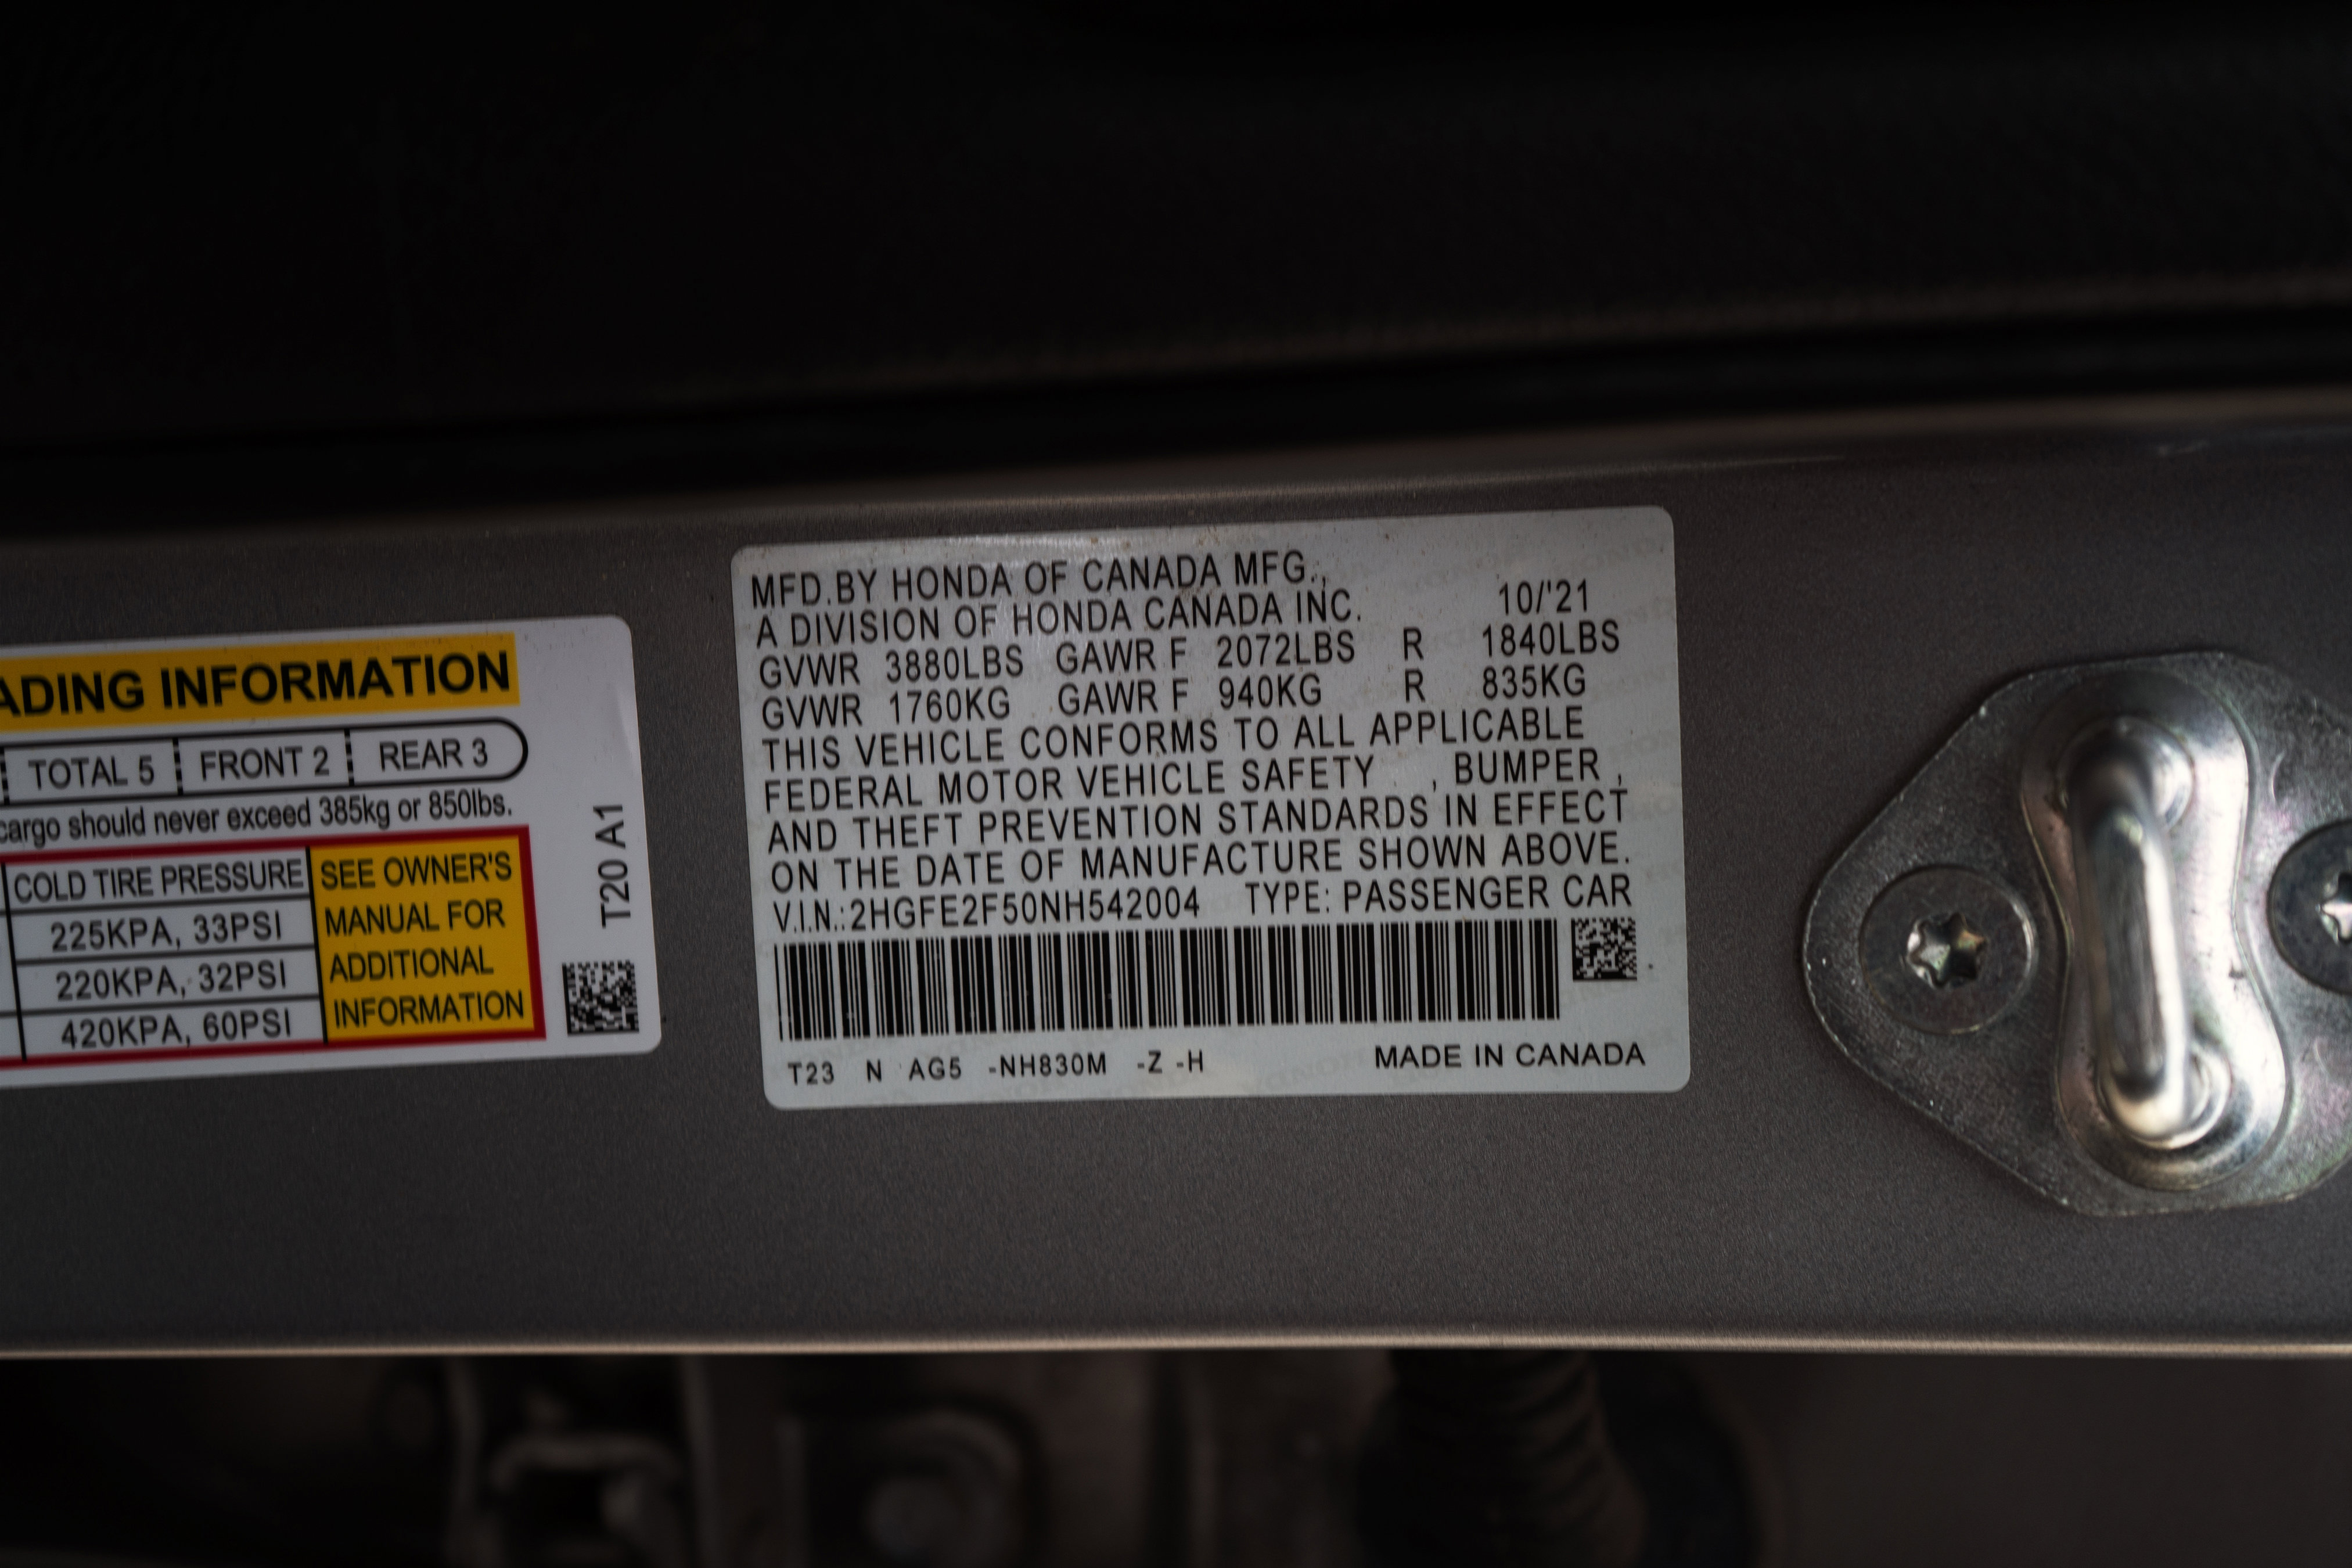 ADING INFORMATION
TOTAL 5 FRONT 2 REAR 3
cargo should never exceed 385kg or 850lbs.
COLD TIRE PRESSURE
225KPA, 33PSI
220KPA, 32PSI
420KPA, 60PSI
SEE OWNER'S
MANUAL FOR
ADDITIONAL
INFORMATION
T20 A1
MFD.BY HONDA OF CANADA MFG.,
A DIVISION OF HONDA CANADA INC. 10/'21
GVWR 3880LBS GAWR F 2072LBS R 1840LBS
GVWR 1760KG GAWR F 940KG R 835KG
THIS VEHICLE CONFORMS TO ALL APPLICABLE
FEDERAL MOTOR VEHICLE SAFETY , BUMPER ,
AND THEFT PREVENTION STANDARDS IN EFFECT
ON THE DATE OF MANUFACTURE SHOWN ABOVE.
V.I.N.:2HGFE2F50NH542004 TYPE: PASSENGER CAR
T23 N AG5 -NH830M -Z -H MADE IN CANADA